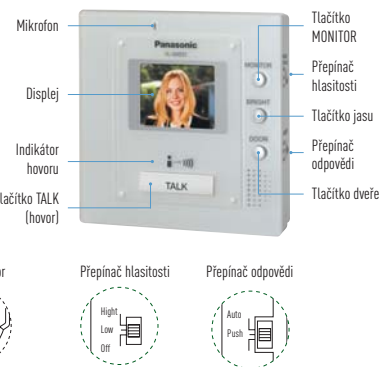 Mikrofon
Displej
Indikátor
hovoru
lačítko TALK
(hovor)
Panasonic
MONITOR
BRIGHT
DOOR
TALK
Tlačítko
MONITOR
Přepínač
hlasitosti
Tlačítko jasu
Přepínač
odpovědi
Tlačítko dveře
or
Přepínač hlasitosti
Přepínač odpovědi
Hight
Low
Off
Auto
Push